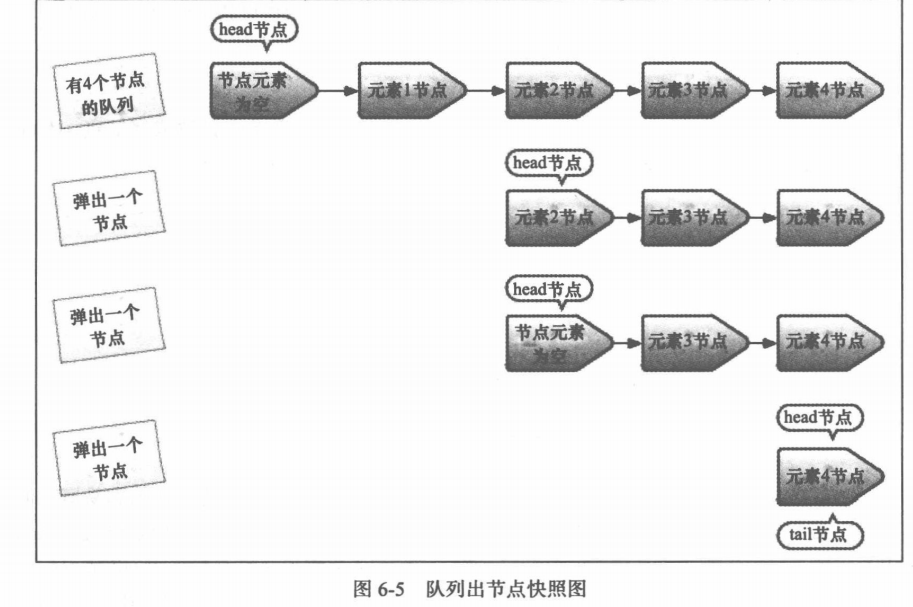 head节点
有4个节点
的队列
节点元素
为空
元素1节点
元素2节点
元素3节点
元素4节点
弹出一个
节点
head节点
元素2节点
元素3节点
元素4节点
弹出一个
节点
head节点
节点元素
为空
元素3节点
元素4节点
弹出一个
节点
head节点
元素4节点
tail节点
图 6-5 队列出节点快照图